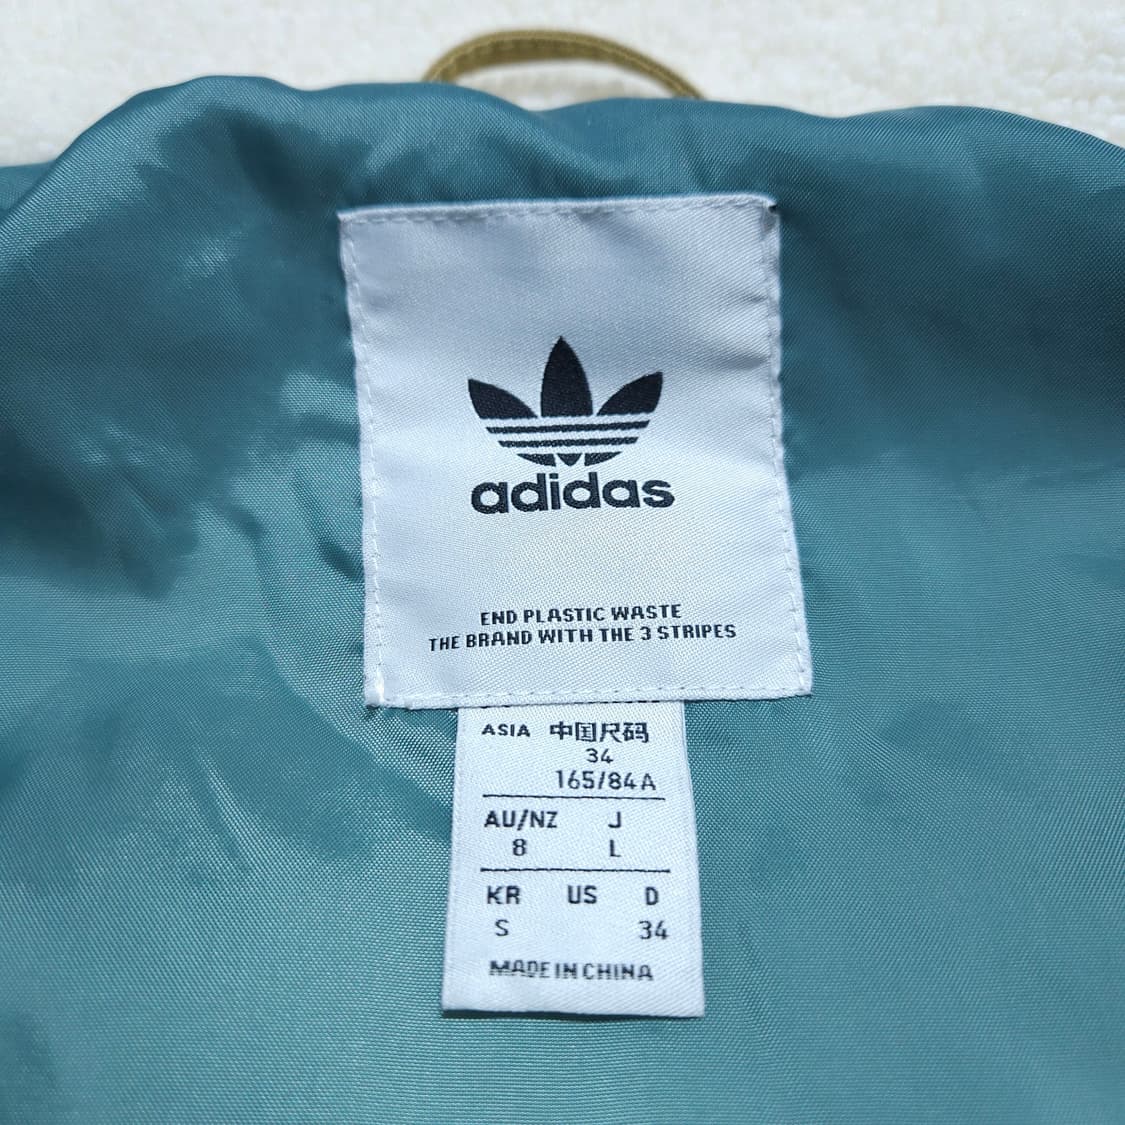 adidas
END PLASTIC WASTE
THE BRAND WITH THE 3 STRIPES
ASIA 中国尺码
34
165/84A
AU/NZ J
8 L
KR US D
S 34
MADE IN CHINA